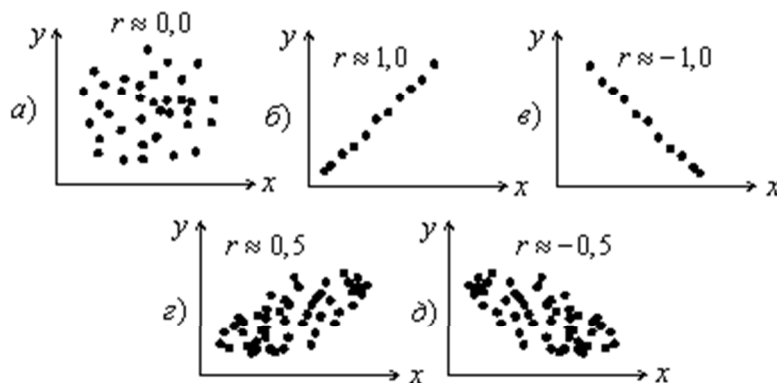 y r ≈ 0,0
а)
x
y r ≈ 1,0
б)
x
y r ≈ −1,0
в)
x
y r ≈ 0,5
г)
x
y r ≈ −0,5
д)
x